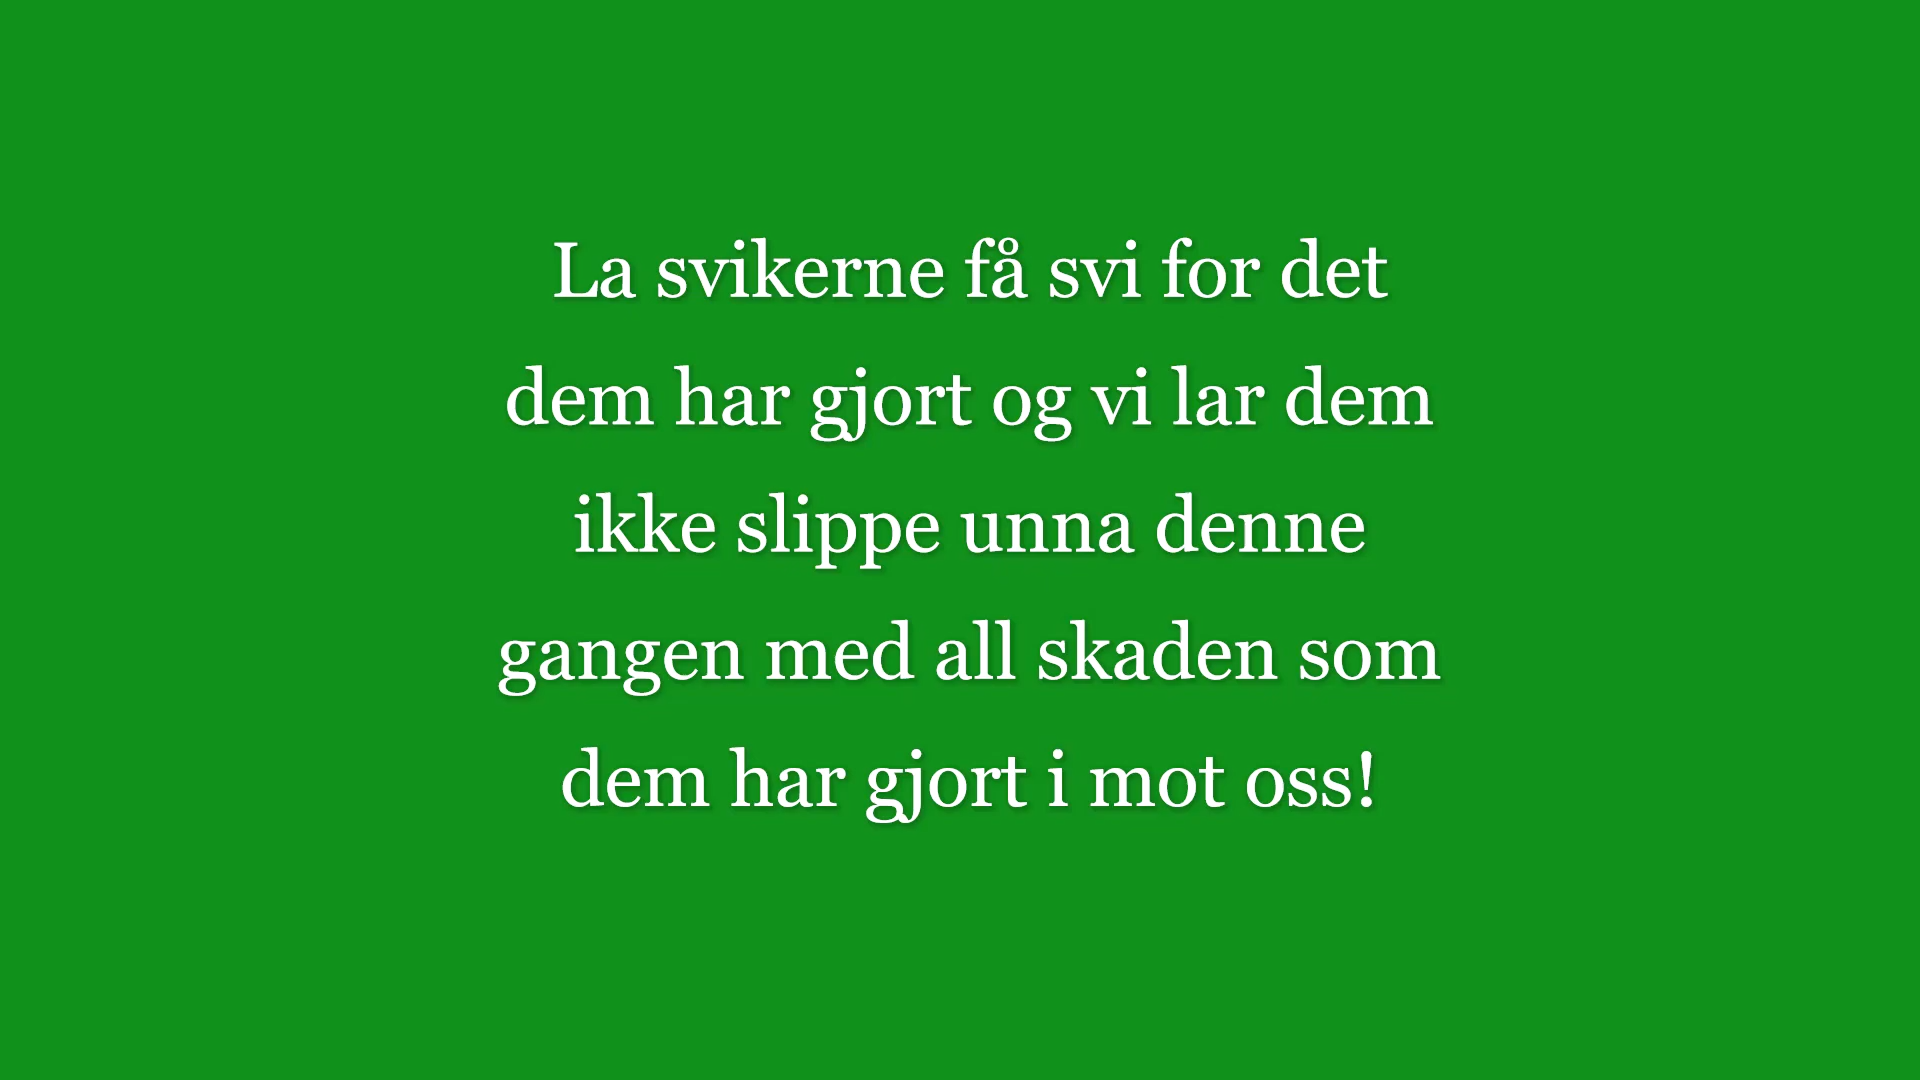 La svikerne få svi for det
dem har gjort og vi lar dem
ikke slippe unna denne
gangen med all skaden som
dem har gjort i mot oss!